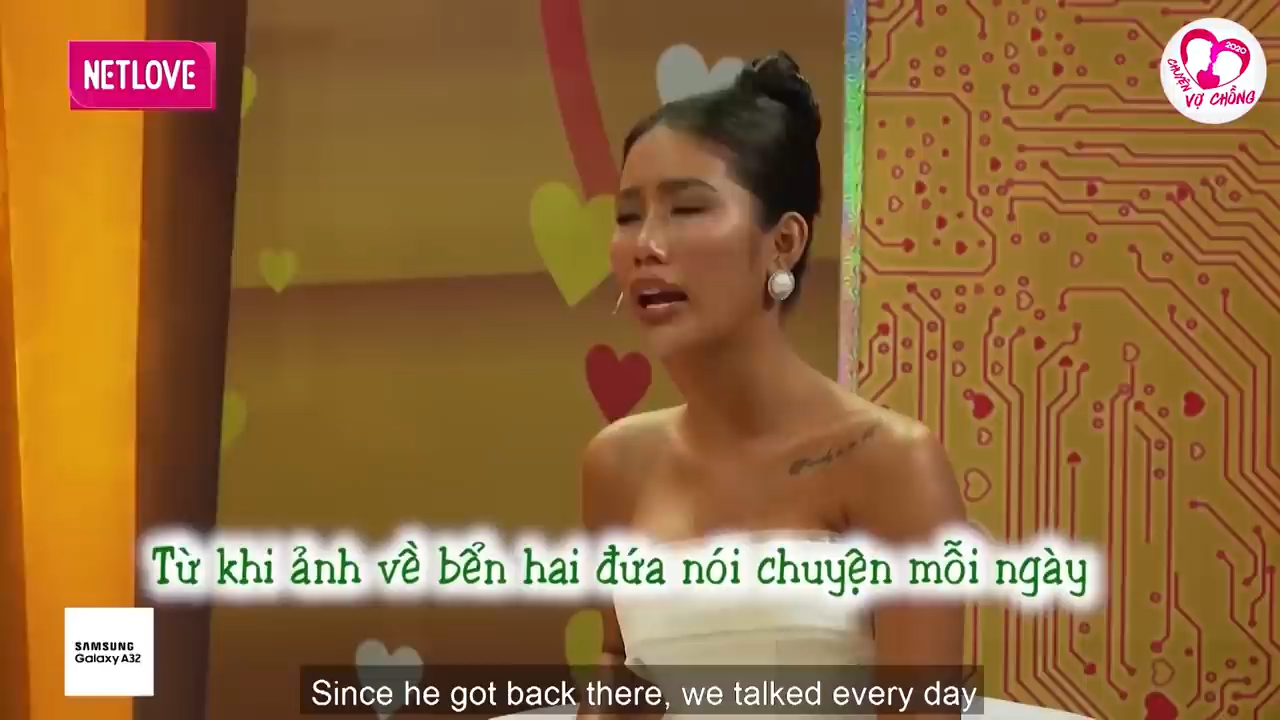 NETLOVE
2020
CHUYỆN
VỢ CHỒNG
Từ khi ảnh về bển hai đứa nói chuyện mỗi ngày
SAMSUNG
Galaxy A32
Since he got back there, we talked every day